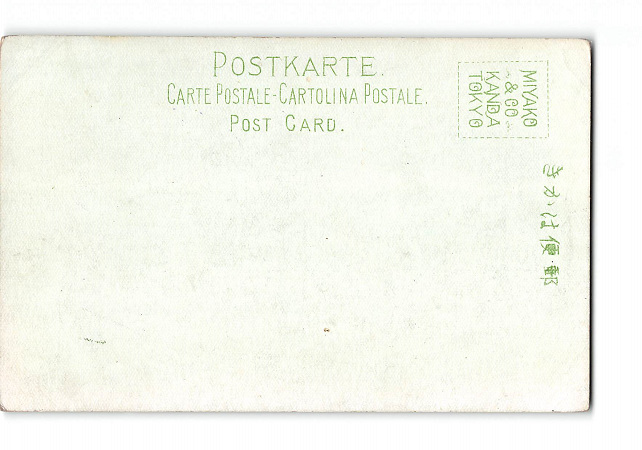 POSTKARTE.
CARTE POSTALE-CARTOLINA POSTALE.
POST CARD.
MIYAKO
& CO
KANDA
TOKYO
きかは便郵